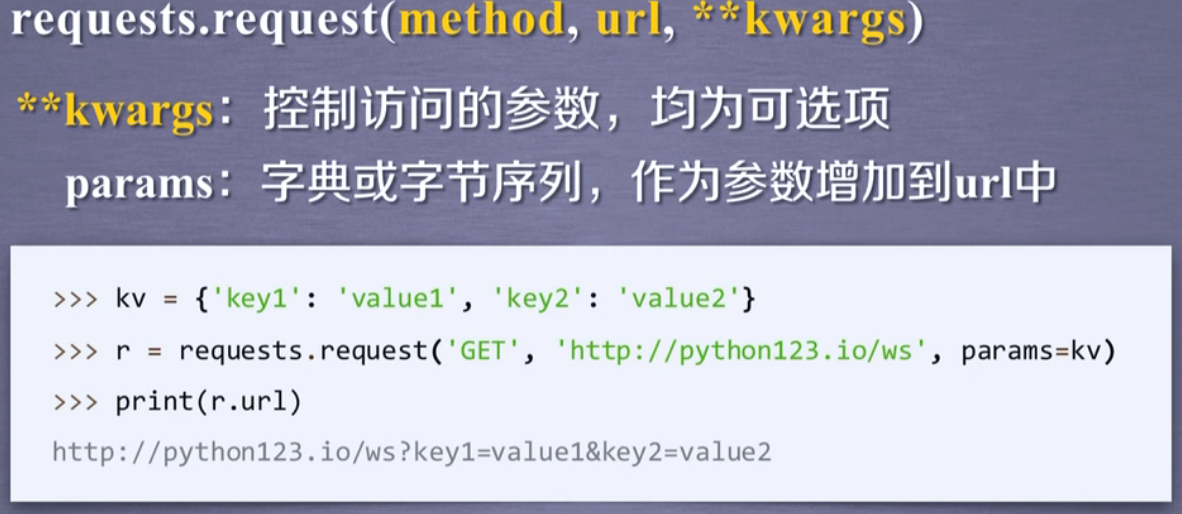 requests.request(method, url, **kwargs)
**kwargs：控制访问的参数，均为可选项
params：字典或字节序列，作为参数增加到url中
>>> kv = {'key1': 'value1', 'key2': 'value2'}
>>> r = requests.request('GET', 'http://python123.io/ws', params=kv)
>>> print(r.url)
http://python123.io/ws?key1=value1&key2=value2